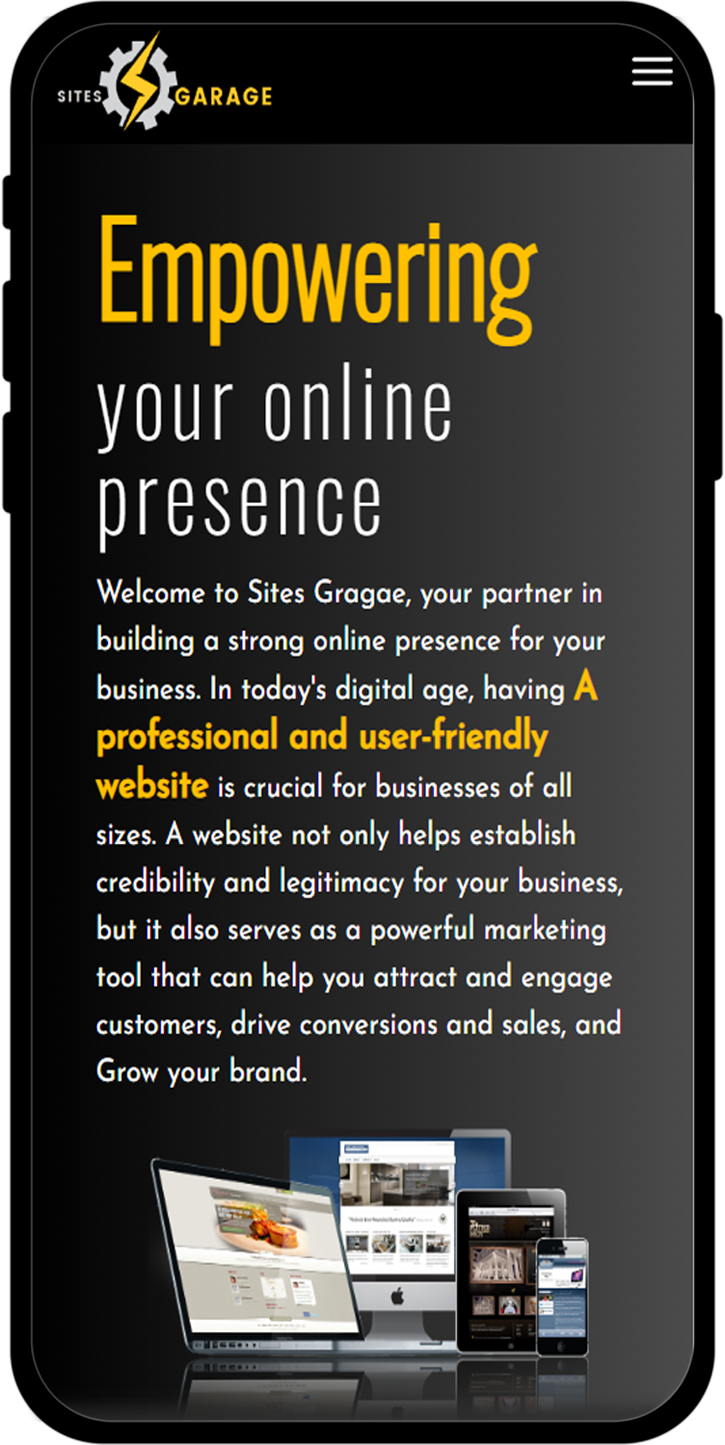 SITES GARAGE
Empowering
your online
presence
Welcome to Sites Gragae, your partner in
building a strong online presence for your
business. In today's digital age, having A
professional and user-friendly
website is crucial for businesses of all
sizes. A website not only helps establish
credibility and legitimacy for your business,
but it also serves as a powerful marketing
tool that can help you attract and engage
customers, drive conversions and sales, and
Grow your brand.